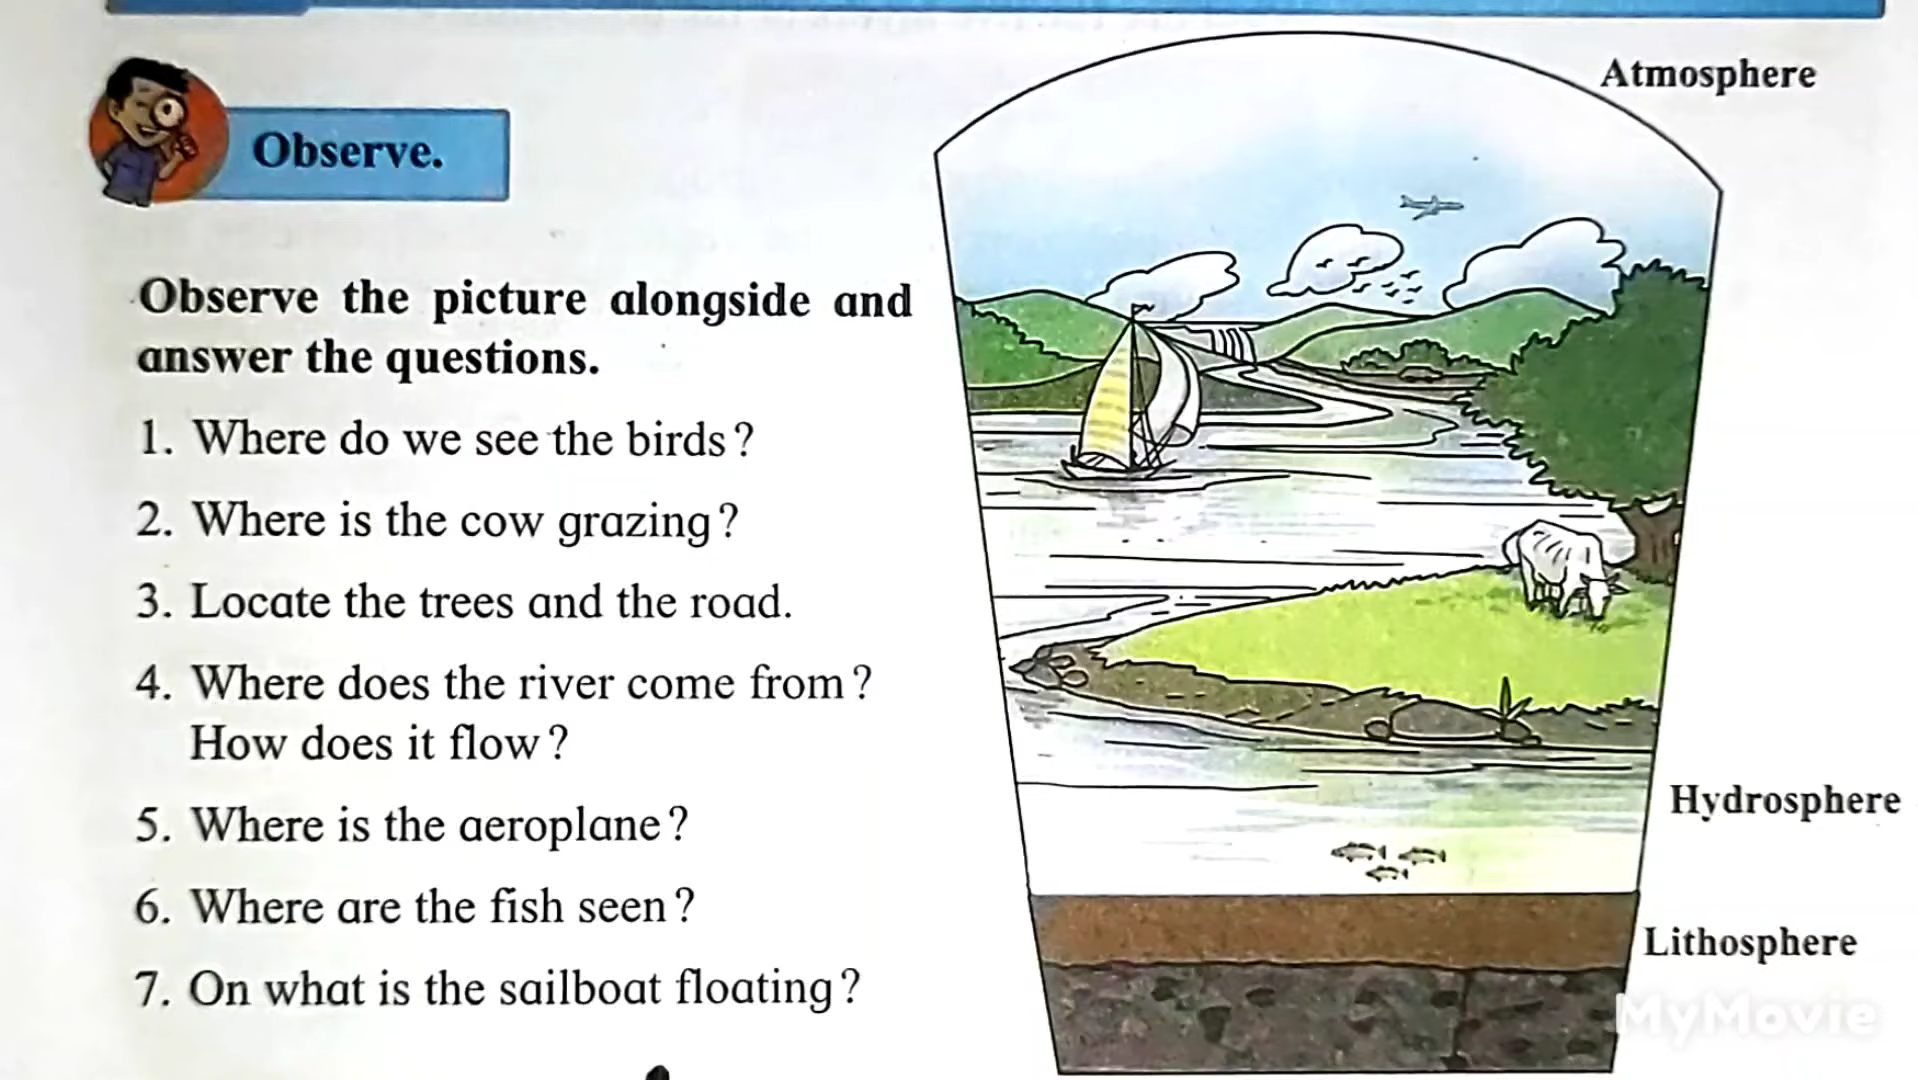 Atmosphere
Observe.
Observe the picture alongside and
answer the questions.
1. Where do we see the birds?
2. Where is the cow grazing?
3. Locate the trees and the road.
4. Where does the river come from?
How does it flow?
5. Where is the aeroplane?
6. Where are the fish seen?
7. On what is the sailboat floating?
Hydrosphere
Lithosphere
MyMovie